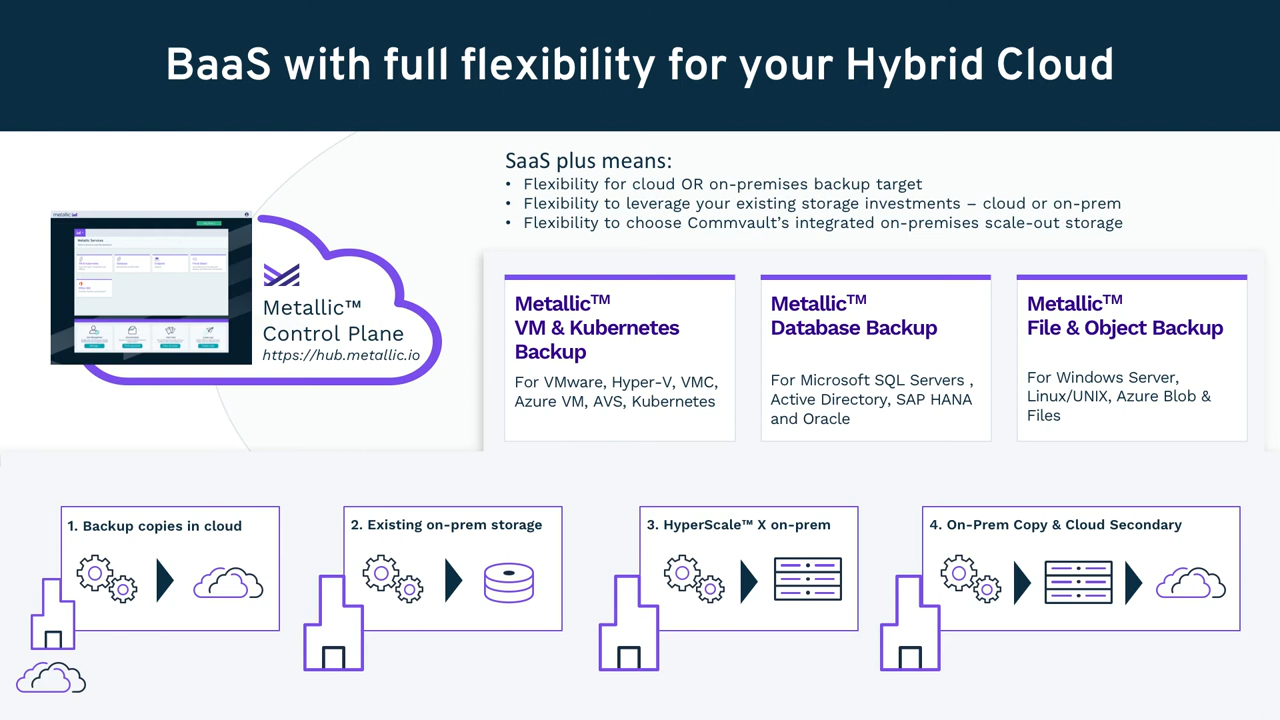 BaaS with full flexibility for your Hybrid Cloud
SaaS plus means:
• Flexibility for cloud OR on-premises backup target
• Flexibility to leverage your existing storage investments – cloud or on-prem
• Flexibility to choose Commvault's integrated on-premises scale-out storage
metallic
Metallic Services
Metallic™
Control Plane
https://hub.metallic.io
Metallic™
VM & Kubernetes
Backup
For VMware, Hyper-V, VMC,
Azure VM, AVS, Kubernetes
Metallic™
Database Backup
For Microsoft SQL Servers ,
Active Directory, SAP HANA
and Oracle
Metallic™
File & Object Backup
For Windows Server,
Linux/UNIX, Azure Blob &
Files
1. Backup copies in cloud
2. Existing on-prem storage
3. HyperScale™ X on-prem
4. On-Prem Copy & Cloud Secondary